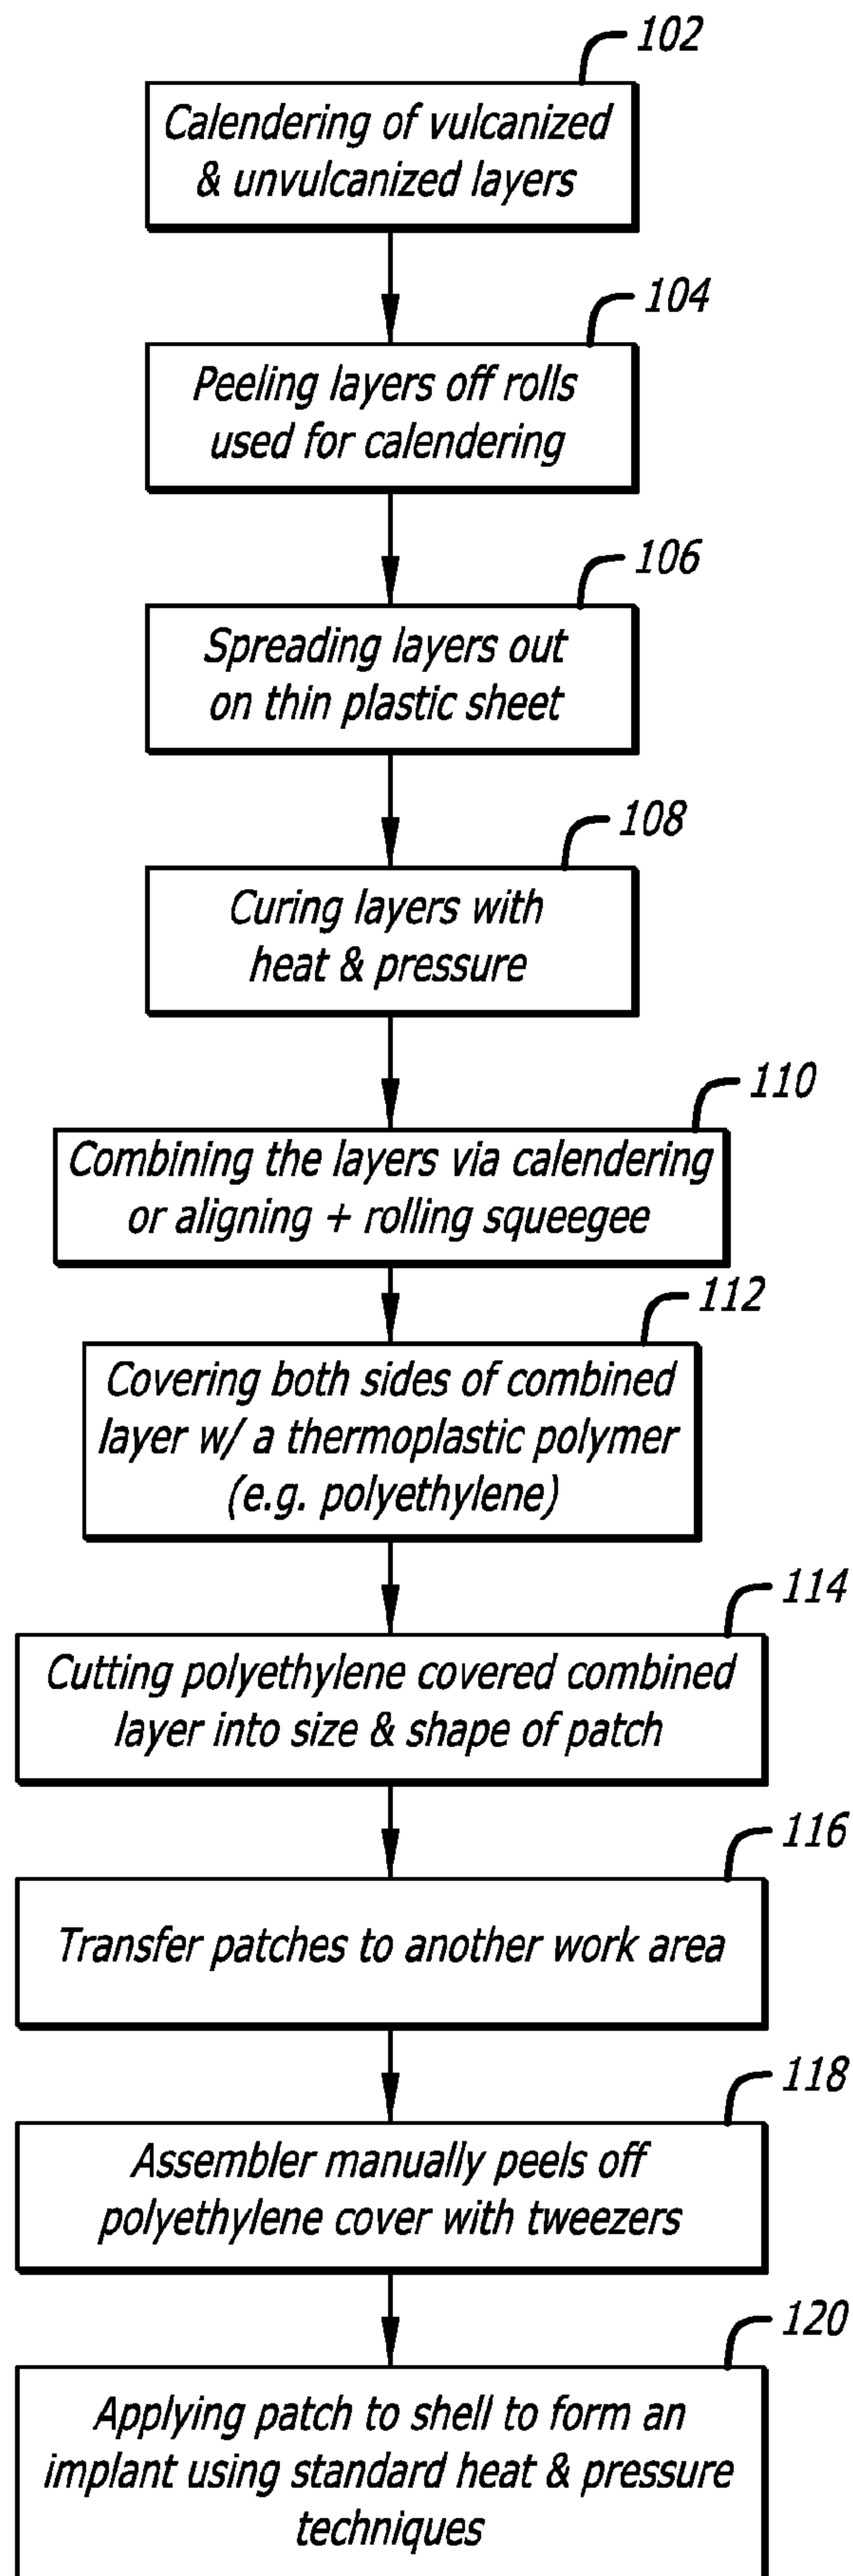 102
Calendering of vulcanized
& unvulcanized layers
104
Peeling layers off rolls
used for calendering
106
Spreading layers out
on thin plastic sheet
108
Curing layers with
heat & pressure
110
Combining the layers via calendering
or aligning + rolling squeegee
112
Covering both sides of combined
layer w/ a thermoplastic polymer
(e.g. polyethylene)
114
Cutting polyethylene covered combined
layer into size & shape of patch
116
Transfer patches to another work area
118
Assembler manually peels off
polyethylene cover with tweezers
120
Applying patch to shell to form an
implant using standard heat & pressure
techniques